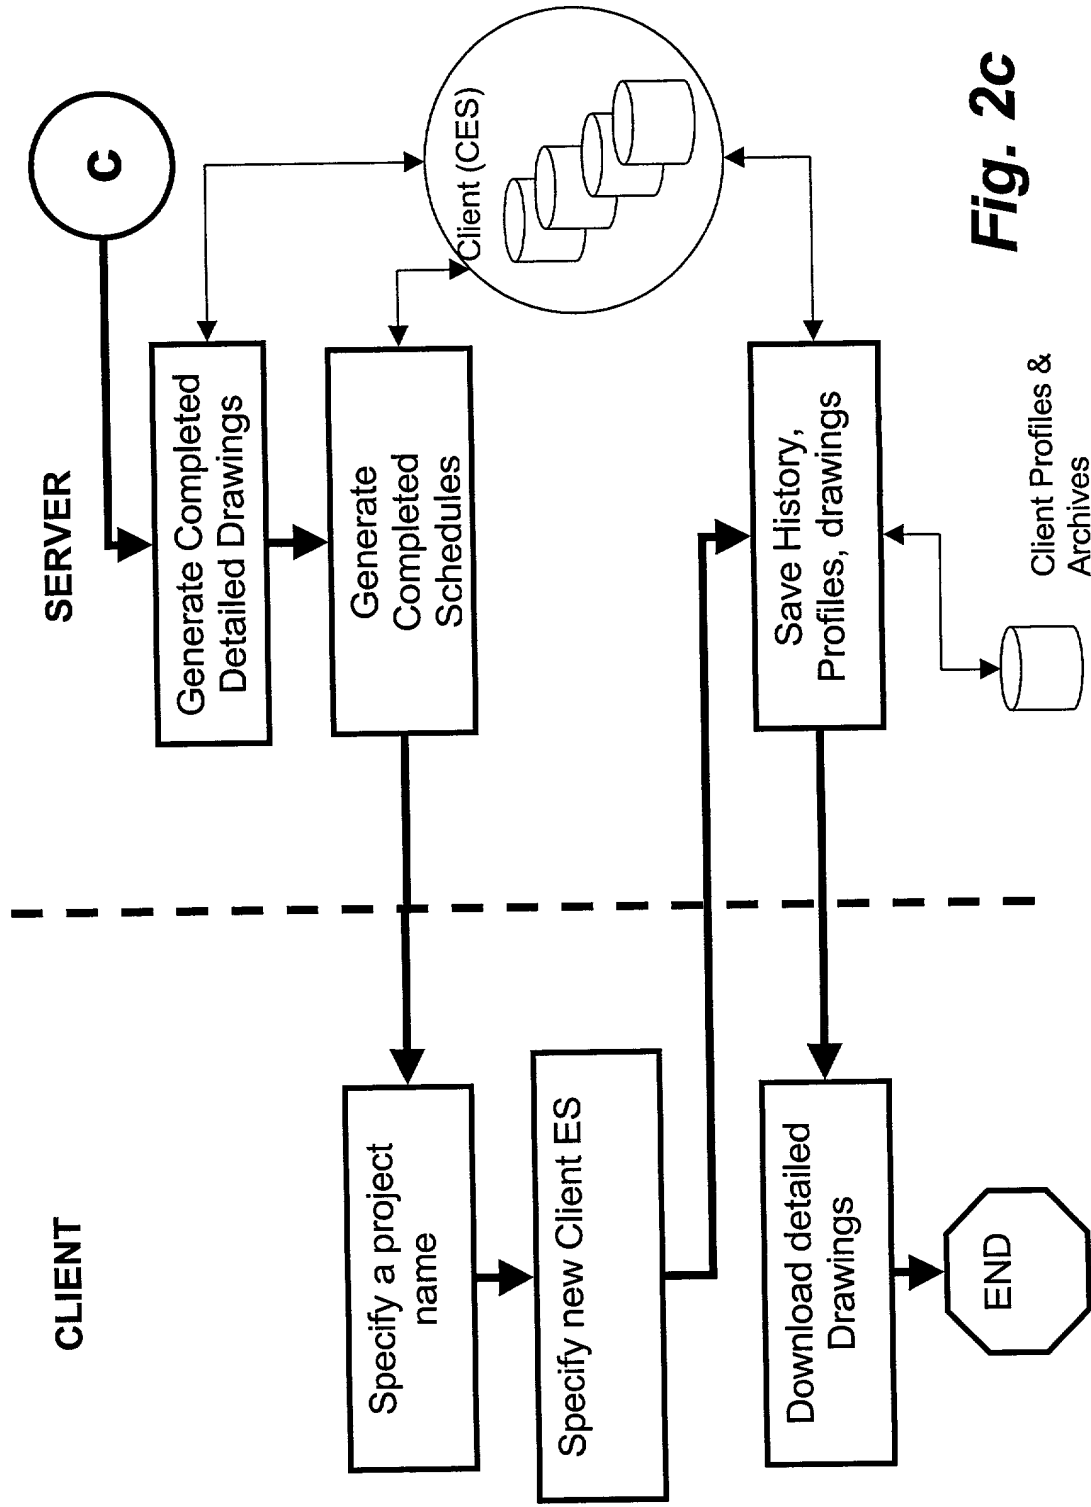 CLIENT
SERVER
C
Generate Completed
Detailed Drawings
Generate
Completed
Schedules
Client (CES)
Specify a project
name
Specify new Client ES
Save History,
Profiles, drawings
Download detailed
Drawings
END
Client Profiles &
Archives
Fig. 2c